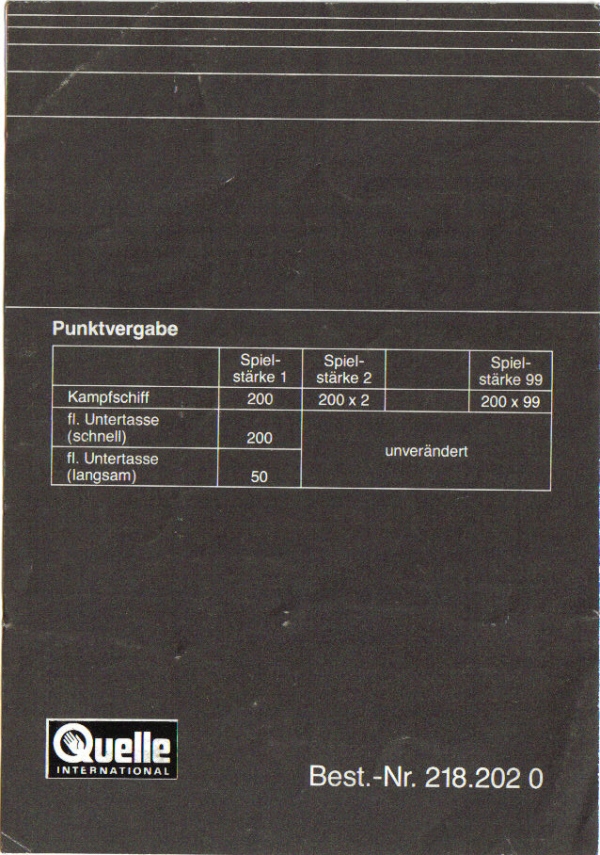 Punktvergabe
Spiel-
stärke 1
Spiel-
stärke 2
Spiel-
stärke 99
Kampfschiff 200 200 x 2 200 x 99
fl. Untertasse
(schnell) 200
unverändert
fl. Untertasse
(langsam) 50
Quelle
INTERNATIONAL
Best.-Nr. 218.202 0